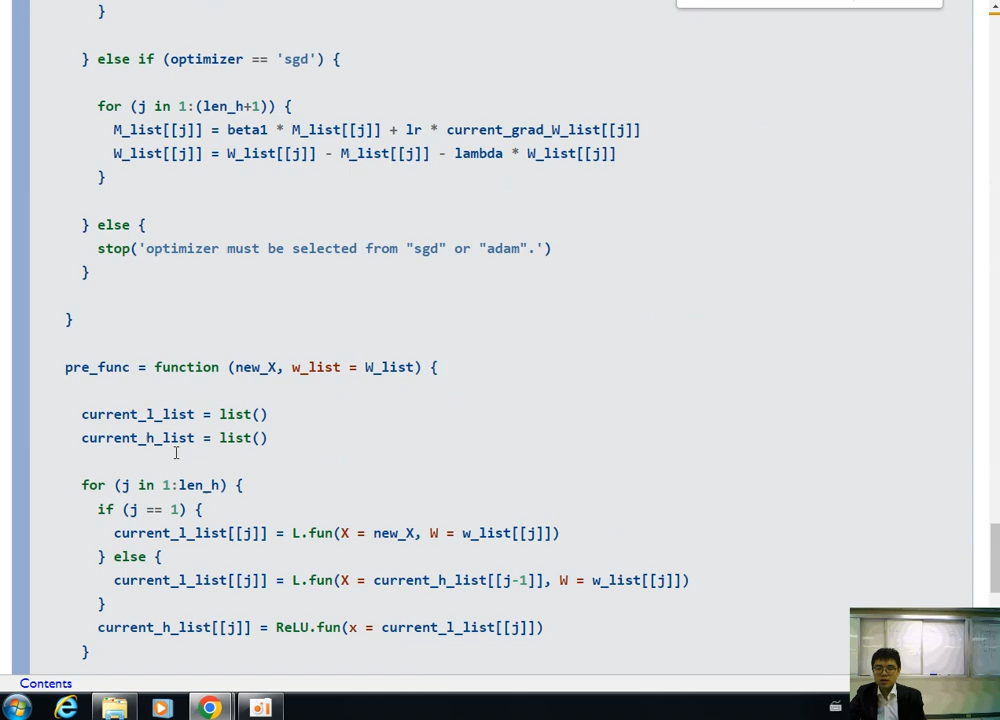 }
} else if (optimizer == 'sgd') {
for (j in 1:(len_h+1)) {
M_list[[j]] = beta1 * M_list[[j]] + lr * current_grad_W_list[[j]]
W_list[[j]] = W_list[[j]] - M_list[[j]] - lambda * W_list[[j]]
}
} else {
stop('optimizer must be selected from "sgd" or "adam".')
}
}
pre_func = function (new_X, w_list = W_list) {
current_l_list = list()
current_h_list = list()
for (j in 1:len_h) {
if (j == 1) {
current_l_list[[j]] = L.fun(X = new_X, W = w_list[[j]])
} else {
current_l_list[[j]] = L.fun(X = current_h_list[[j-1]], W = w_list[[j]])
}
current_h_list[[j]] = ReLU.fun(x = current_l_list[[j]])
}
Contents